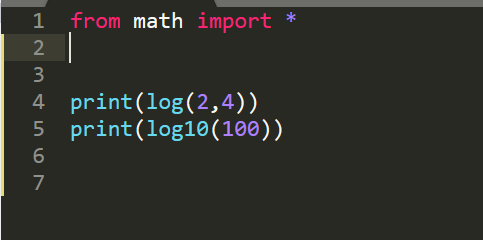 1 from math import *
2
3
4 print(log(2,4))
5 print(log10(100))
6
7